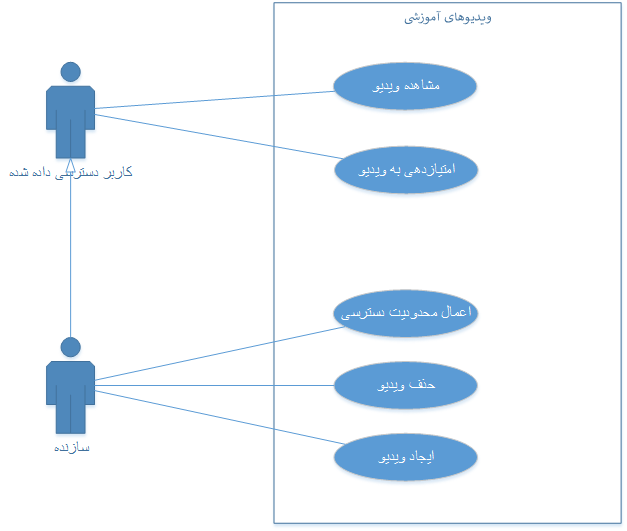 ویدیوهای آموزشی
مشاهده ویدیو
کاربر دسترسی داده شده
امتیازدهی به ویدیو
اعمال محدودیت دسترسی
حذف ویدیو
سازنده
ایجاد ویدیو